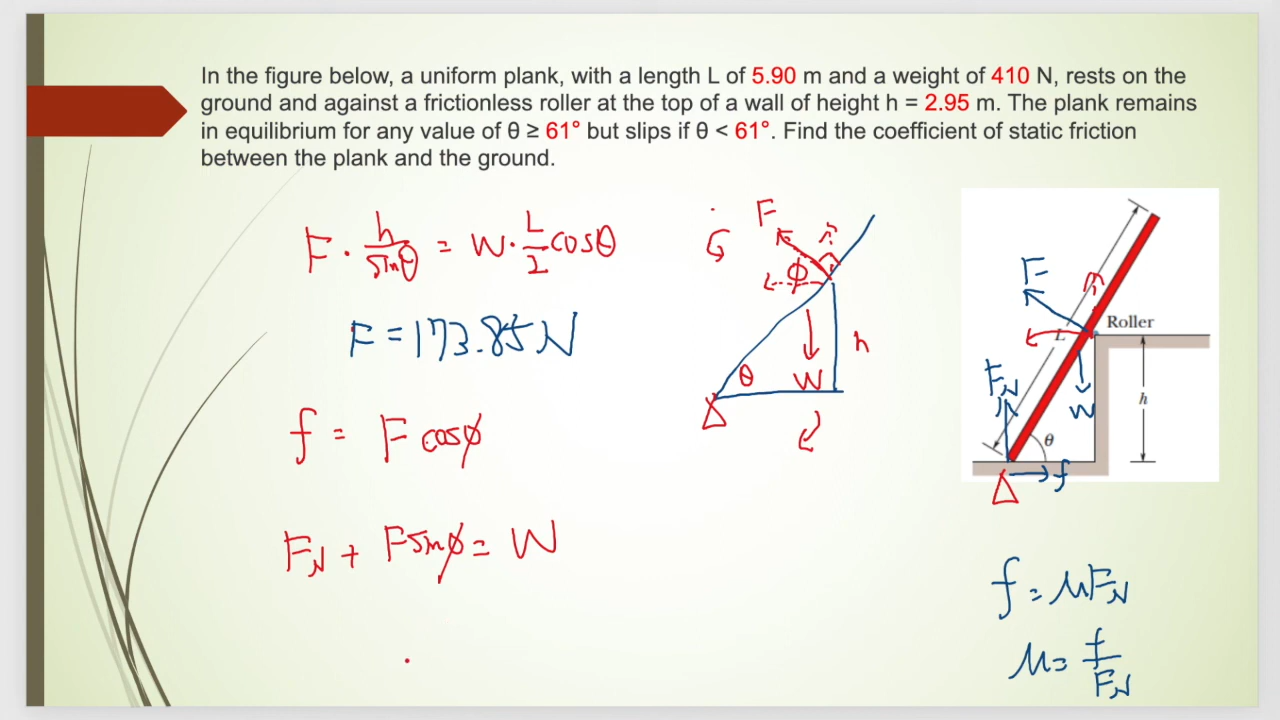 In the figure below, a uniform plank, with a length L of 5.90 m and a weight of 410 N, rests on the
ground and against a frictionless roller at the top of a wall of height h = 2.95 m. The plank remains
in equilibrium for any value of θ ≥ 61° but slips if θ < 61°. Find the coefficient of static friction
between the plank and the ground.
F · h/sinθ = W · L/2 cosθ
F = 173.85 N
f = F cosφ
F_N + F sinφ = W
F
φ
h
θ
W
F
Roller
L
F_N
W
h
θ
f
f = μF_N
μ = f/F_N